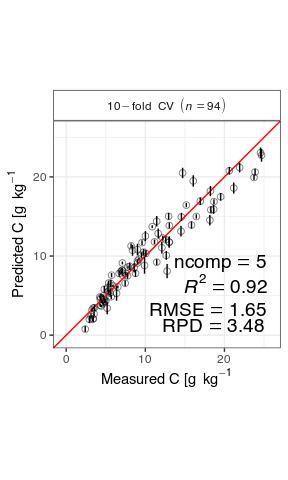 10−fold CV (n = 94)
Predicted C [g kg⁻¹
20
10
0
ncomp = 5
R² = 0.92
RMSE = 1.65
RPD = 3.48
0 10 20
Measured C [g kg⁻¹